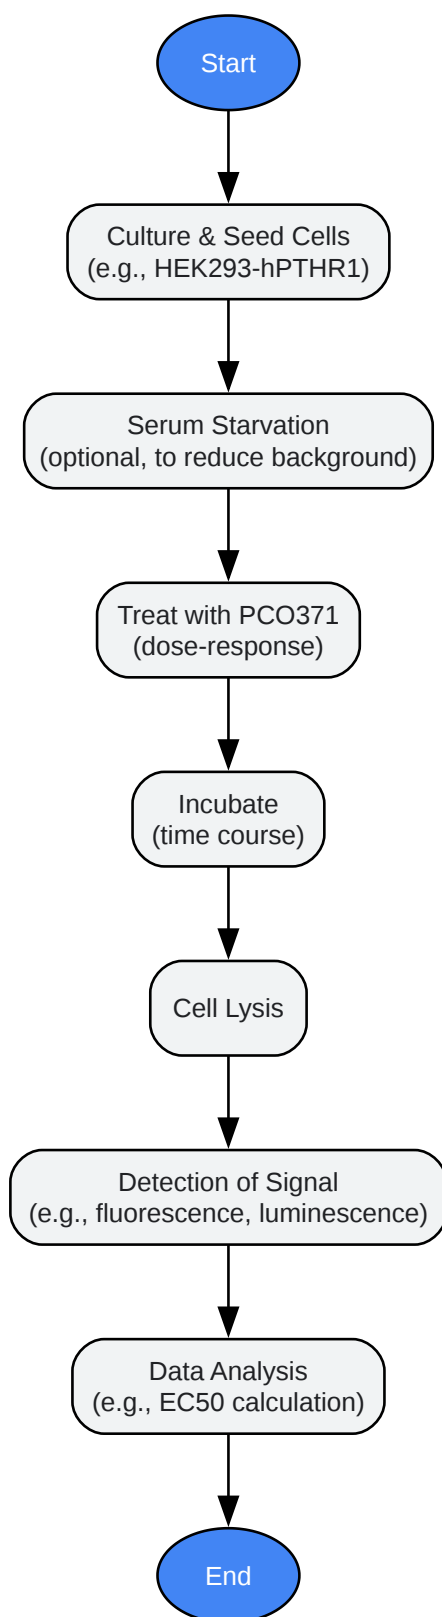 Start
Culture & Seed Cells
(e.g., HEK293-hPTHR1)
Serum Starvation
(optional, to reduce background)
Treat with PCO371
(dose-response)
Incubate
(time course)
Cell Lysis
Detection of Signal
(e.g., fluorescence, luminescence)
Data Analysis
(e.g., EC50 calculation)
End